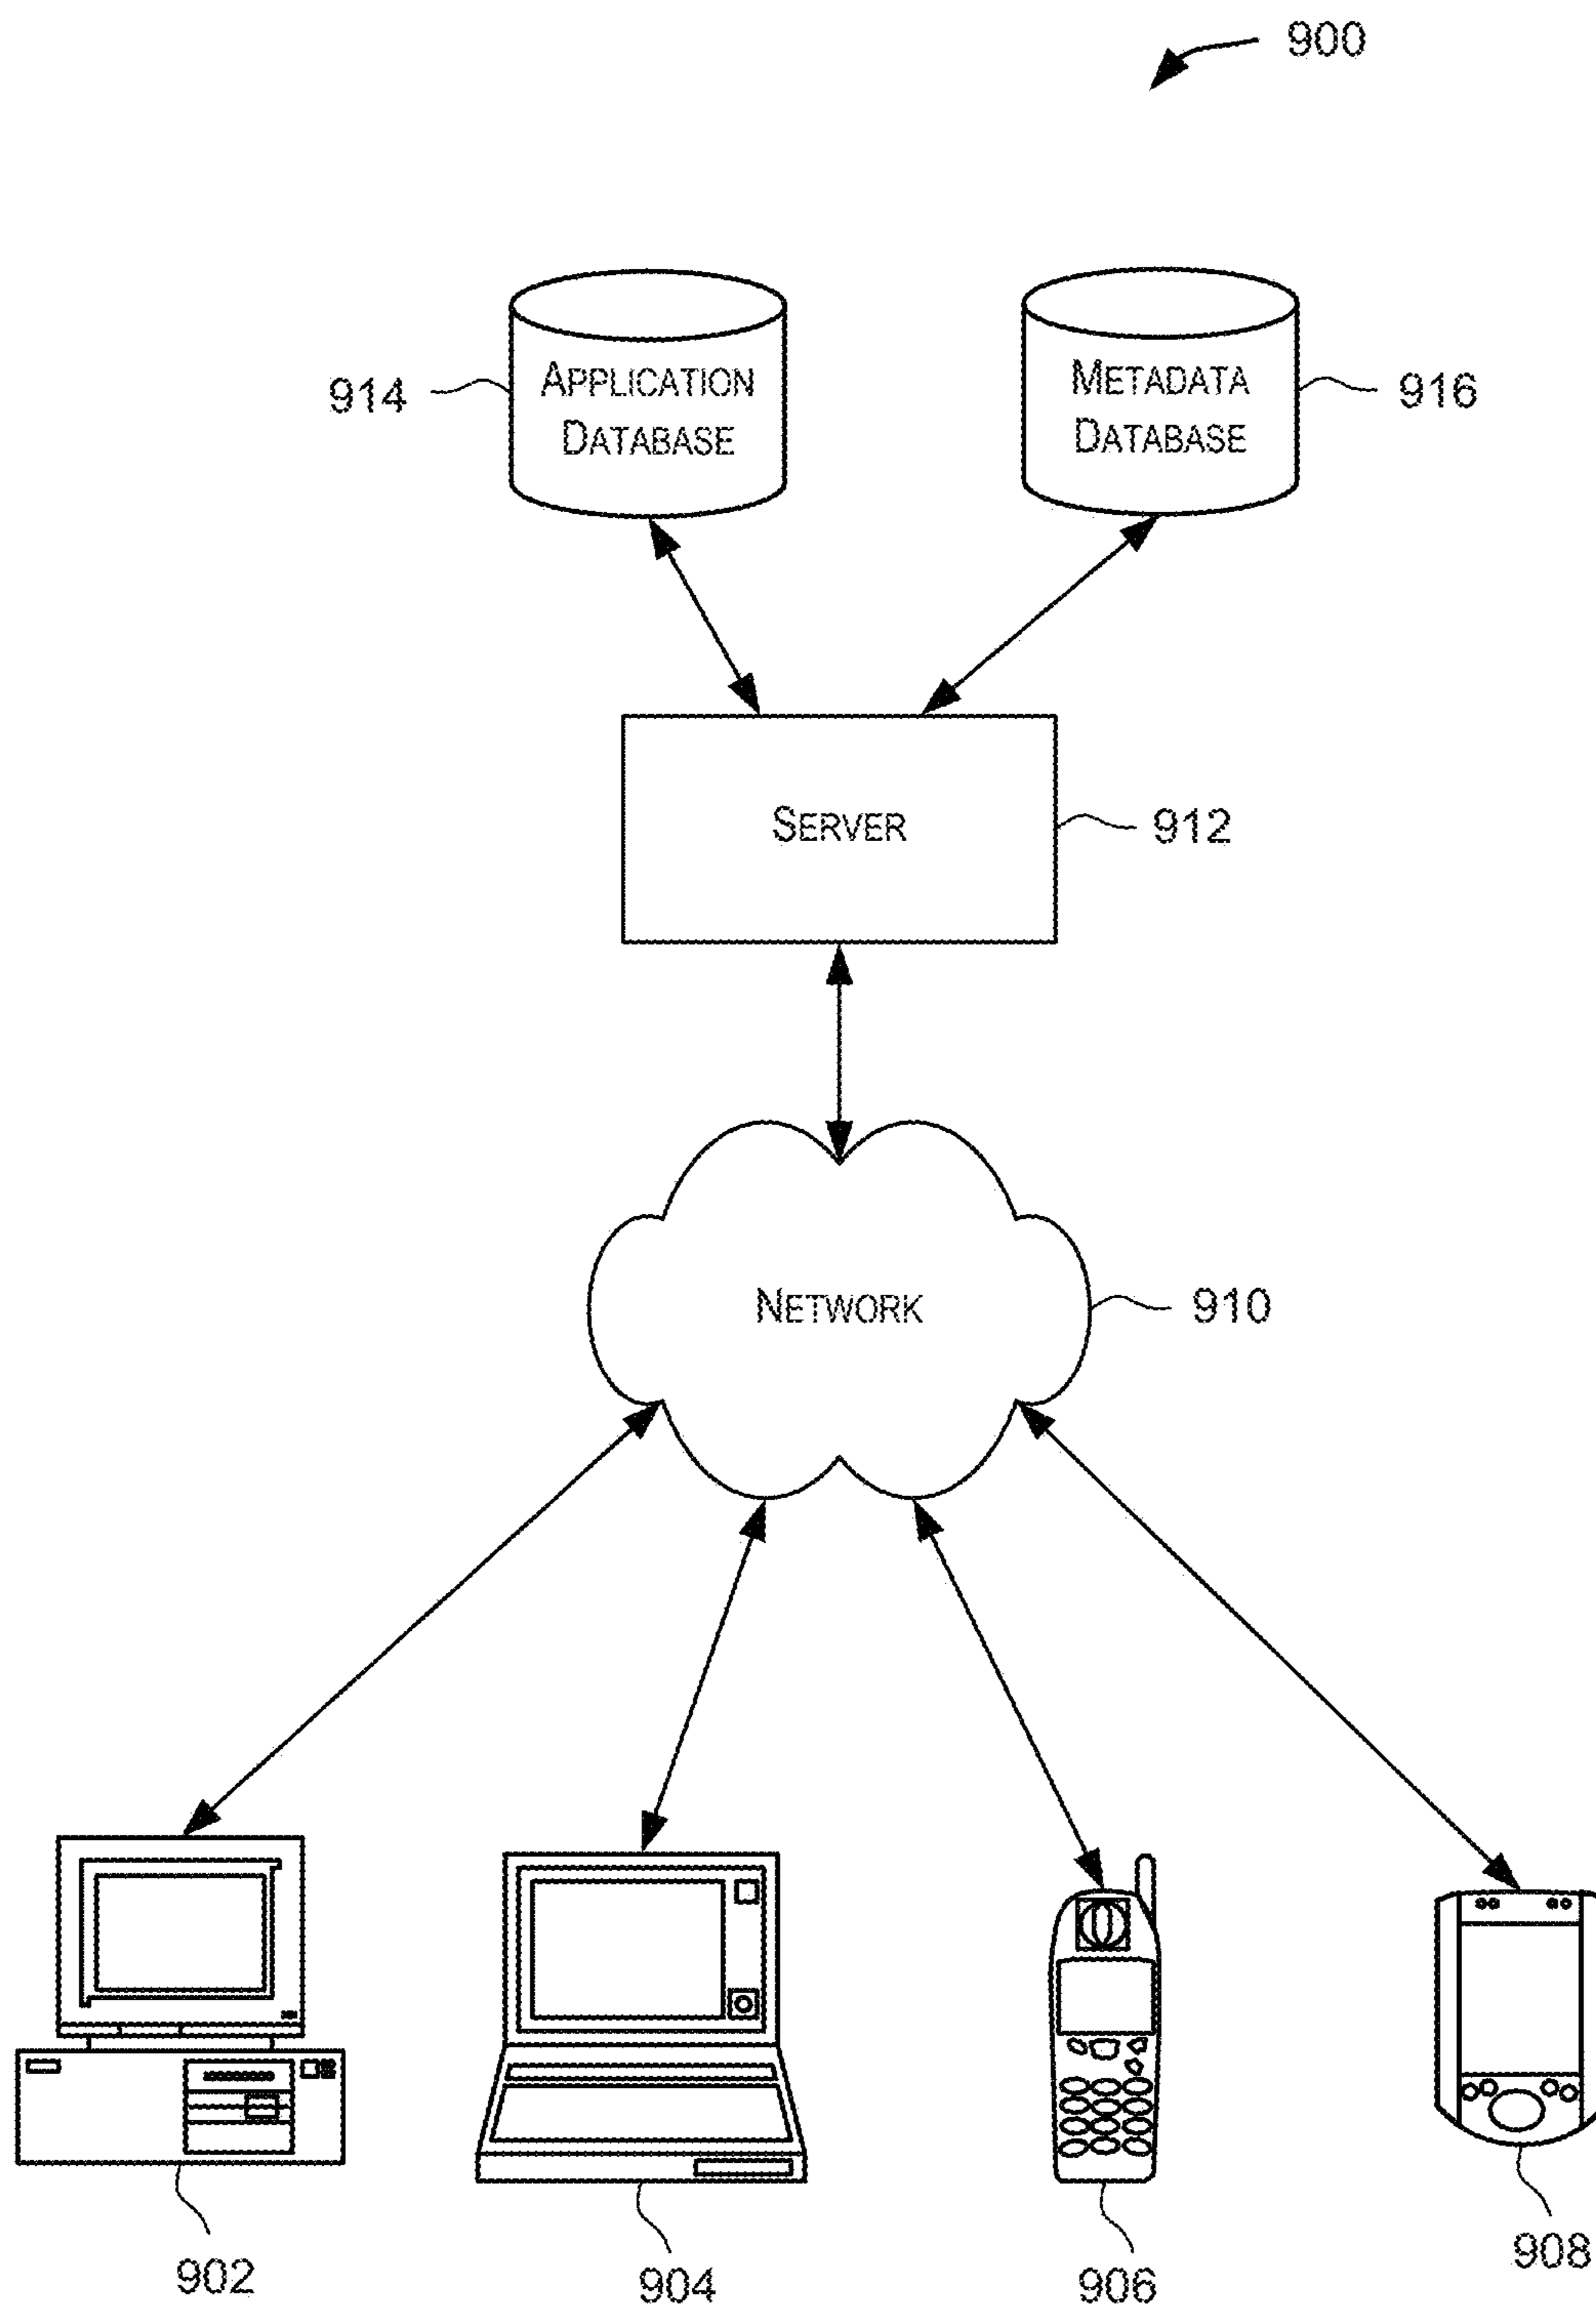 900
914
APPLICATION
DATABASE
METADATA
DATABASE
916
SERVER
912
NETWORK
910
902
904
906
908